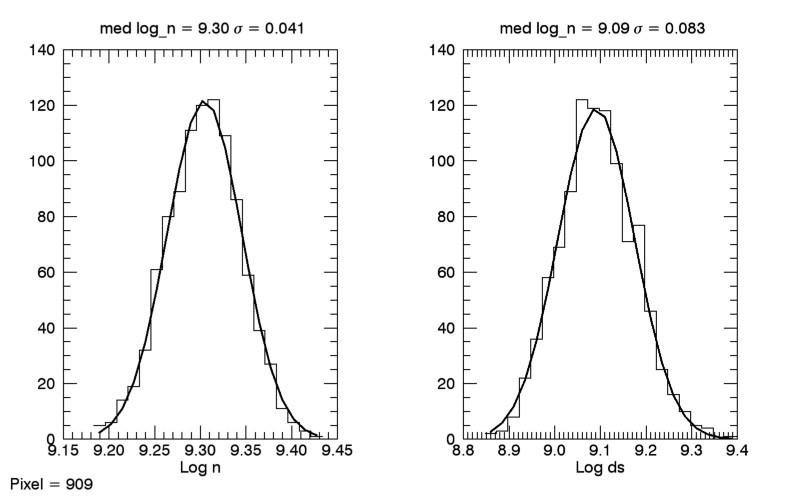 med log_n = 9.30 σ = 0.041
med log_n = 9.09 σ = 0.083
140
120
100
80
60
40
20
0
9.15 9.20 9.25 9.30 9.35 9.40 9.45
Log n
140
120
100
80
60
40
20
0
8.8 8.9 9.0 9.1 9.2 9.3 9.4
Log ds
Pixel = 909